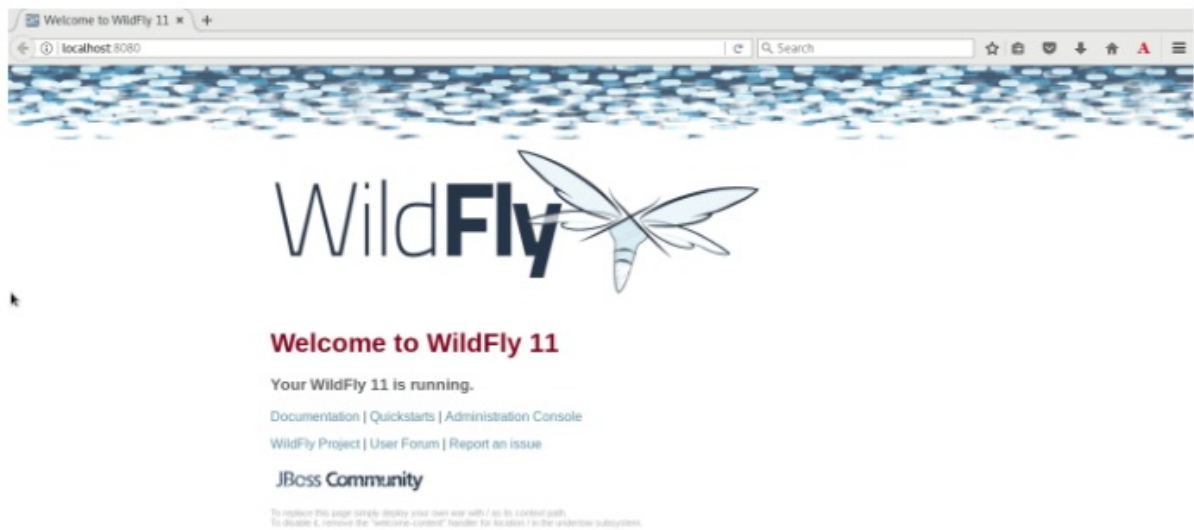 Welcome to WildFly 11
localhost:8080
Search
WildFly
Welcome to WildFly 11
Your WildFly 11 is running.
Documentation | Quickstarts | Administration Console
WildFly Project | User Forum | Report an issue
JBoss Community
To replace this page simply deploy your own war with / as its context path.
To disable it, remove the "welcome-content" handler for location / in the undertow subsystem.